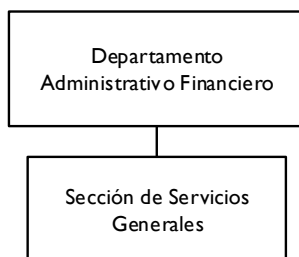 Departamento
Administrativo Financiero
Sección de Servicios
Generales